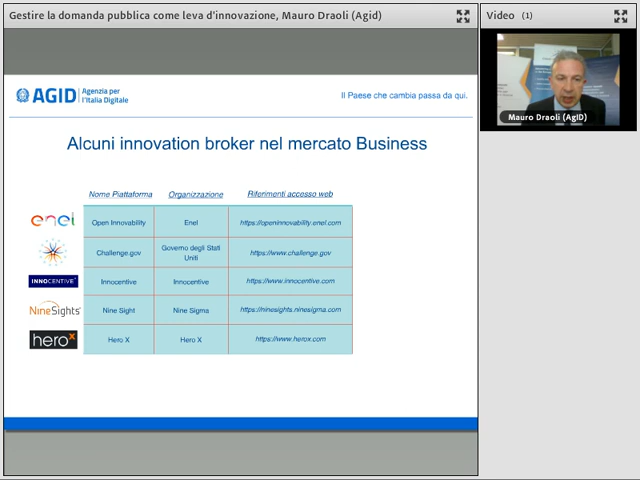 Gestire la domanda pubblica come leva d'innovazione, Mauro Draoli (Agid)
Video (1)
AGID Agenzia per
l'Italia Digitale
Il Paese che cambia passa da qui.
Mauro Draoli (AgID)
Alcuni innovation broker nel mercato Business
Nome Piattaforma Organizzazione Riferimenti accesso web
enel Open Innovability Enel https://openinnovability.enel.com
Challenge.gov Governo degli Stati
Uniti https://www.challenge.gov
INNOCENTIVE Innocentive Innocentive https://www.innocentive.com
NineSights Nine Sight Nine Sigma https://ninesights.ninesigma.com
herox Hero X Hero X https://www.herox.com